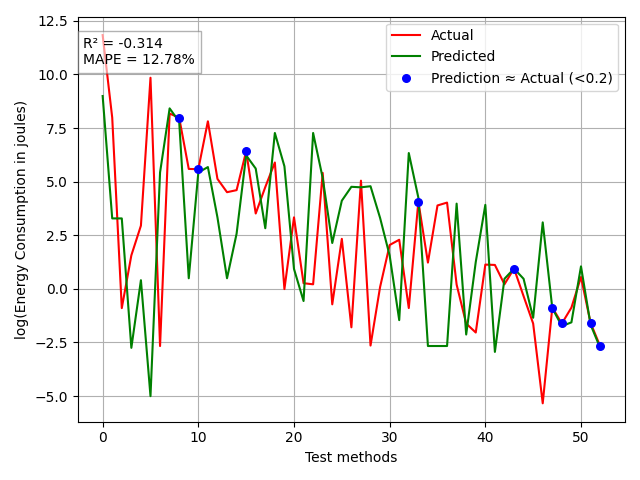 12.5
10.0
7.5
5.0
2.5
0.0
−2.5
−5.0
log(Energy Consumption in joules)
R² = -0.314
MAPE = 12.78%
Actual
Predicted
Prediction ≈ Actual (<0.2)
0 10 20 30 40 50
Test methods